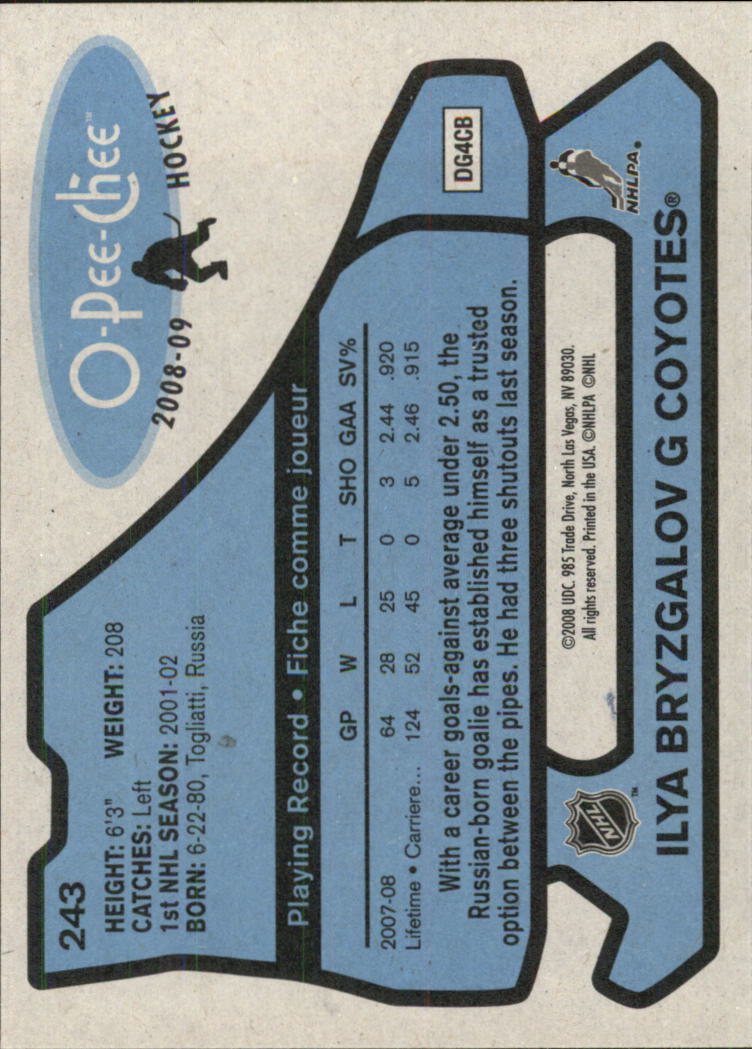 O-Pee-Chee™
2008-09 HOCKEY
243
HEIGHT: 6'3" WEIGHT: 208
CATCHES: Left
1st NHL SEASON: 2001-02
BORN: 6-22-80, Togliatti, Russia
DG4CB
Playing Record • Fiche comme joueur
GP W L T SHO GAA SV%
2007-08 64 28 25 0 3 2.44 .920
Lifetime • Carriere... 124 52 45 0 5 2.46 .915
With a career goals-against average under 2.50, the
Russian-born goalie has established himself as a trusted
option between the pipes. He had three shutouts last season.
NHL™
©2008 UDC. 985 Trade Drive, North Las Vegas, NV 89030.
All rights reserved. Printed in the USA. ©NHLPA ©NHL
NHLPA®
ILYA BRYZGALOV G COYOTES®